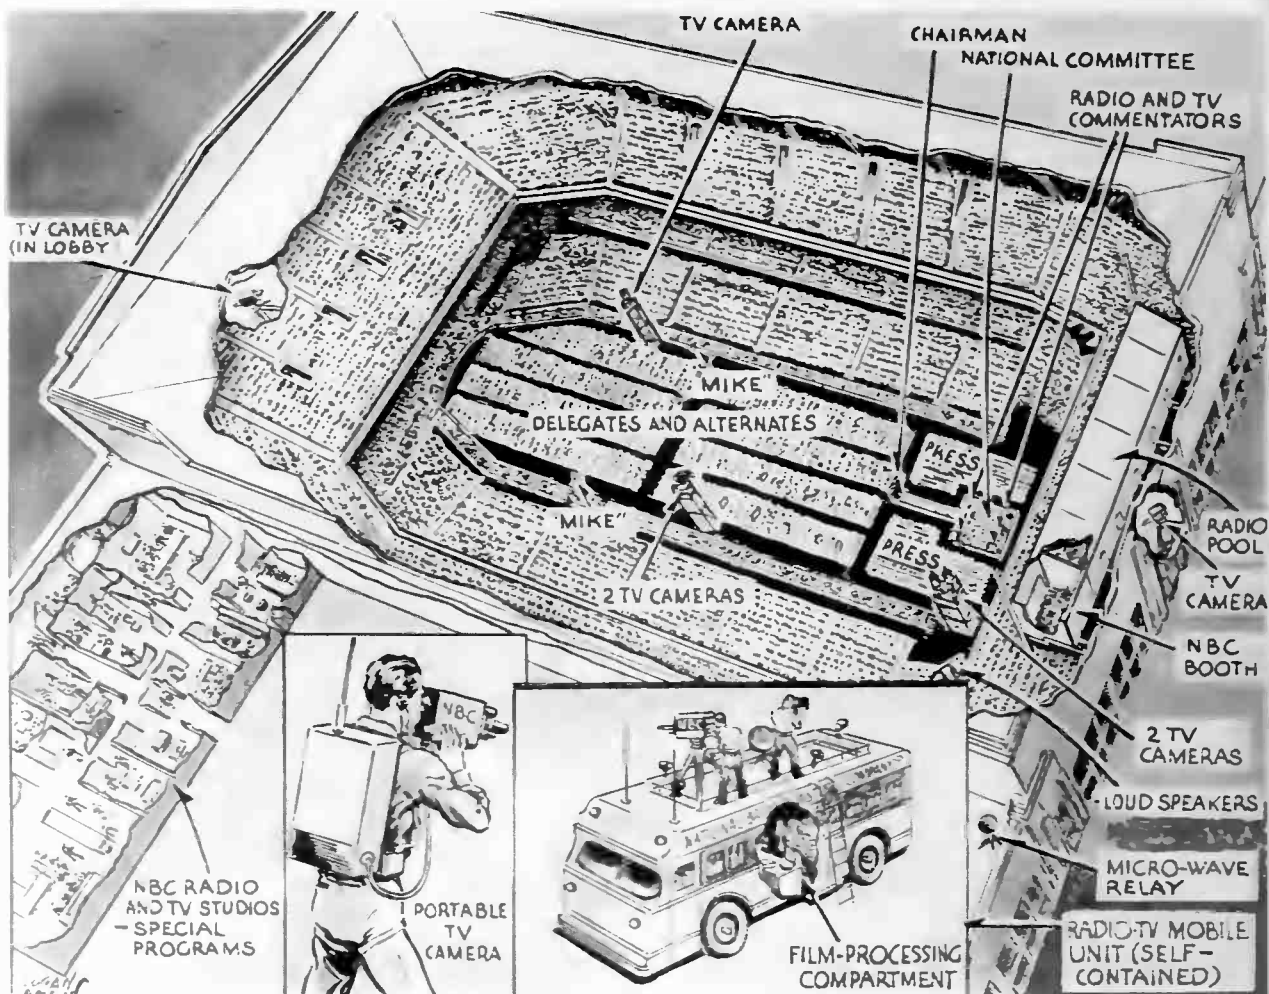 TV CAMERA
CHAIRMAN
NATIONAL COMMITTEE
RADIO AND TV
COMMENTATORS
TV CAMERA
(IN LOBBY
MIKE"
DELEGATES AND ALTERNATES
PRESS
"MIKE"
PRESS
2 TV CAMERAS
RADIO
POOL
TV
CAMERA
NBC
BOOTH
2 TV
CAMERAS
LOUD SPEAKERS
MICRO-WAVE
RELAY
RADIO-TV MOBILE
UNIT (SELF-
CONTAINED)
NBC
PORTABLE
TV
CAMERA
FILM-PROCESSING
COMPARTMENT
NBC RADIO
AND TV STUDIOS
- SPECIAL
PROGRAMS